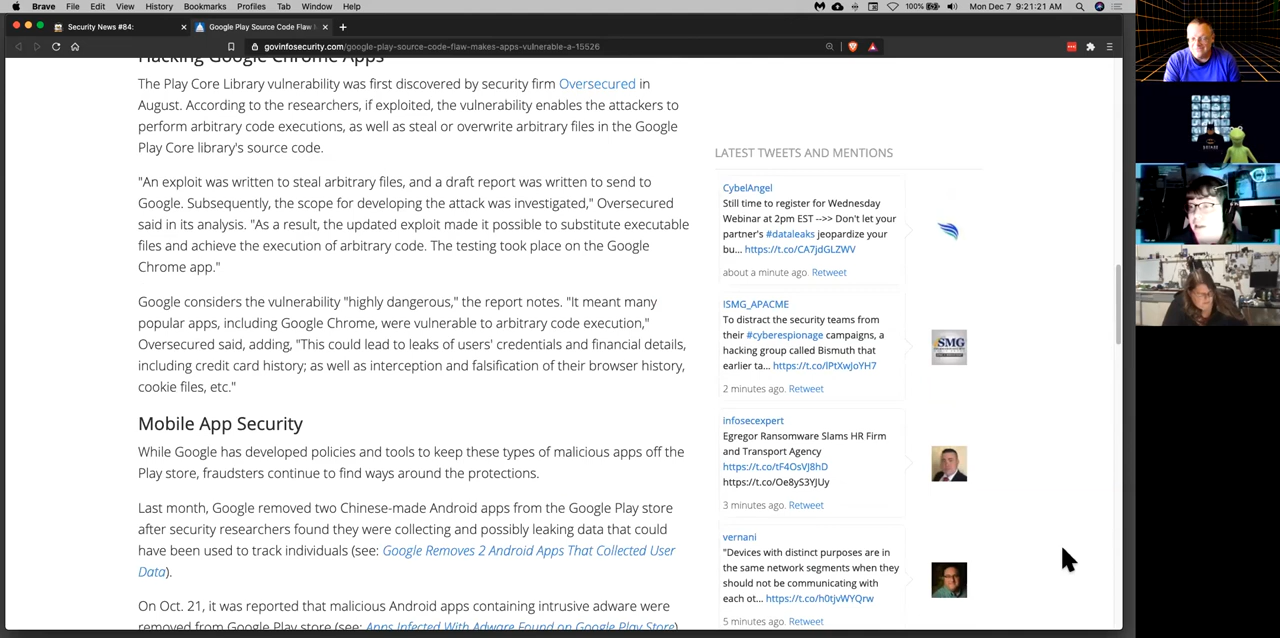 Brave File Edit View History Bookmarks Profiles Tab Window Help
100% Mon Dec 7 9:21:21 AM
Security News #84:
Google Play Source Code Flaw
govinfosecurity.com/google-play-source-code-flaw-makes-apps-vulnerable-a-15526
Hacking Google Chrome Apps
The Play Core Library vulnerability was first discovered by security firm Oversecured in
August. According to the researchers, if exploited, the vulnerability enables the attackers to
perform arbitrary code executions, as well as steal or overwrite arbitrary files in the Google
Play Core library's source code.
"An exploit was written to steal arbitrary files, and a draft report was written to send to
Google. Subsequently, the scope for developing the attack was investigated," Oversecured
said in its analysis. "As a result, the updated exploit made it possible to substitute executable
files and achieve the execution of arbitrary code. The testing took place on the Google
Chrome app."
Google considers the vulnerability "highly dangerous," the report notes. "It meant many
popular apps, including Google Chrome, were vulnerable to arbitrary code execution,"
Oversecured said, adding, "This could lead to leaks of users' credentials and financial details,
including credit card history; as well as interception and falsification of their browser history,
cookie files, etc."
Mobile App Security
While Google has developed policies and tools to keep these types of malicious apps off the
Play store, fraudsters continue to find ways around the protections.
Last month, Google removed two Chinese-made Android apps from the Google Play store
after security researchers found they were collecting and possibly leaking data that could
have been used to track individuals (see: Google Removes 2 Android Apps That Collected User
Data).
On Oct. 21, it was reported that malicious Android apps containing intrusive adware were
removed from Google Play store (see: Apps Infected With Adware Found on Google Play Store)
LATEST TWEETS AND MENTIONS
CybelAngel
Still time to register for Wednesday
Webinar at 2pm EST -->> Don't let your
partner's #dataleaks jeopardize your
bu... https://t.co/CA7jdGLZWV
about a minute ago. Retweet
ISMG_APACME
To distract the security teams from
their #cyberespionage campaigns, a
hacking group called Bismuth that
earlier ta... https://t.co/lPtXwJoYH7
2 minutes ago. Retweet
iSMG
infosecexpert
Egregor Ransomware Slams HR Firm
and Transport Agency
https://t.co/tF4OsVJ8hD
https://t.co/Oe8yS3YJUy
3 minutes ago. Retweet
vernani
"Devices with distinct purposes are in
the same network segments when they
should not be communicating with
each ot... https://t.co/h0tjvWYQrw
5 minutes ago. Retweet